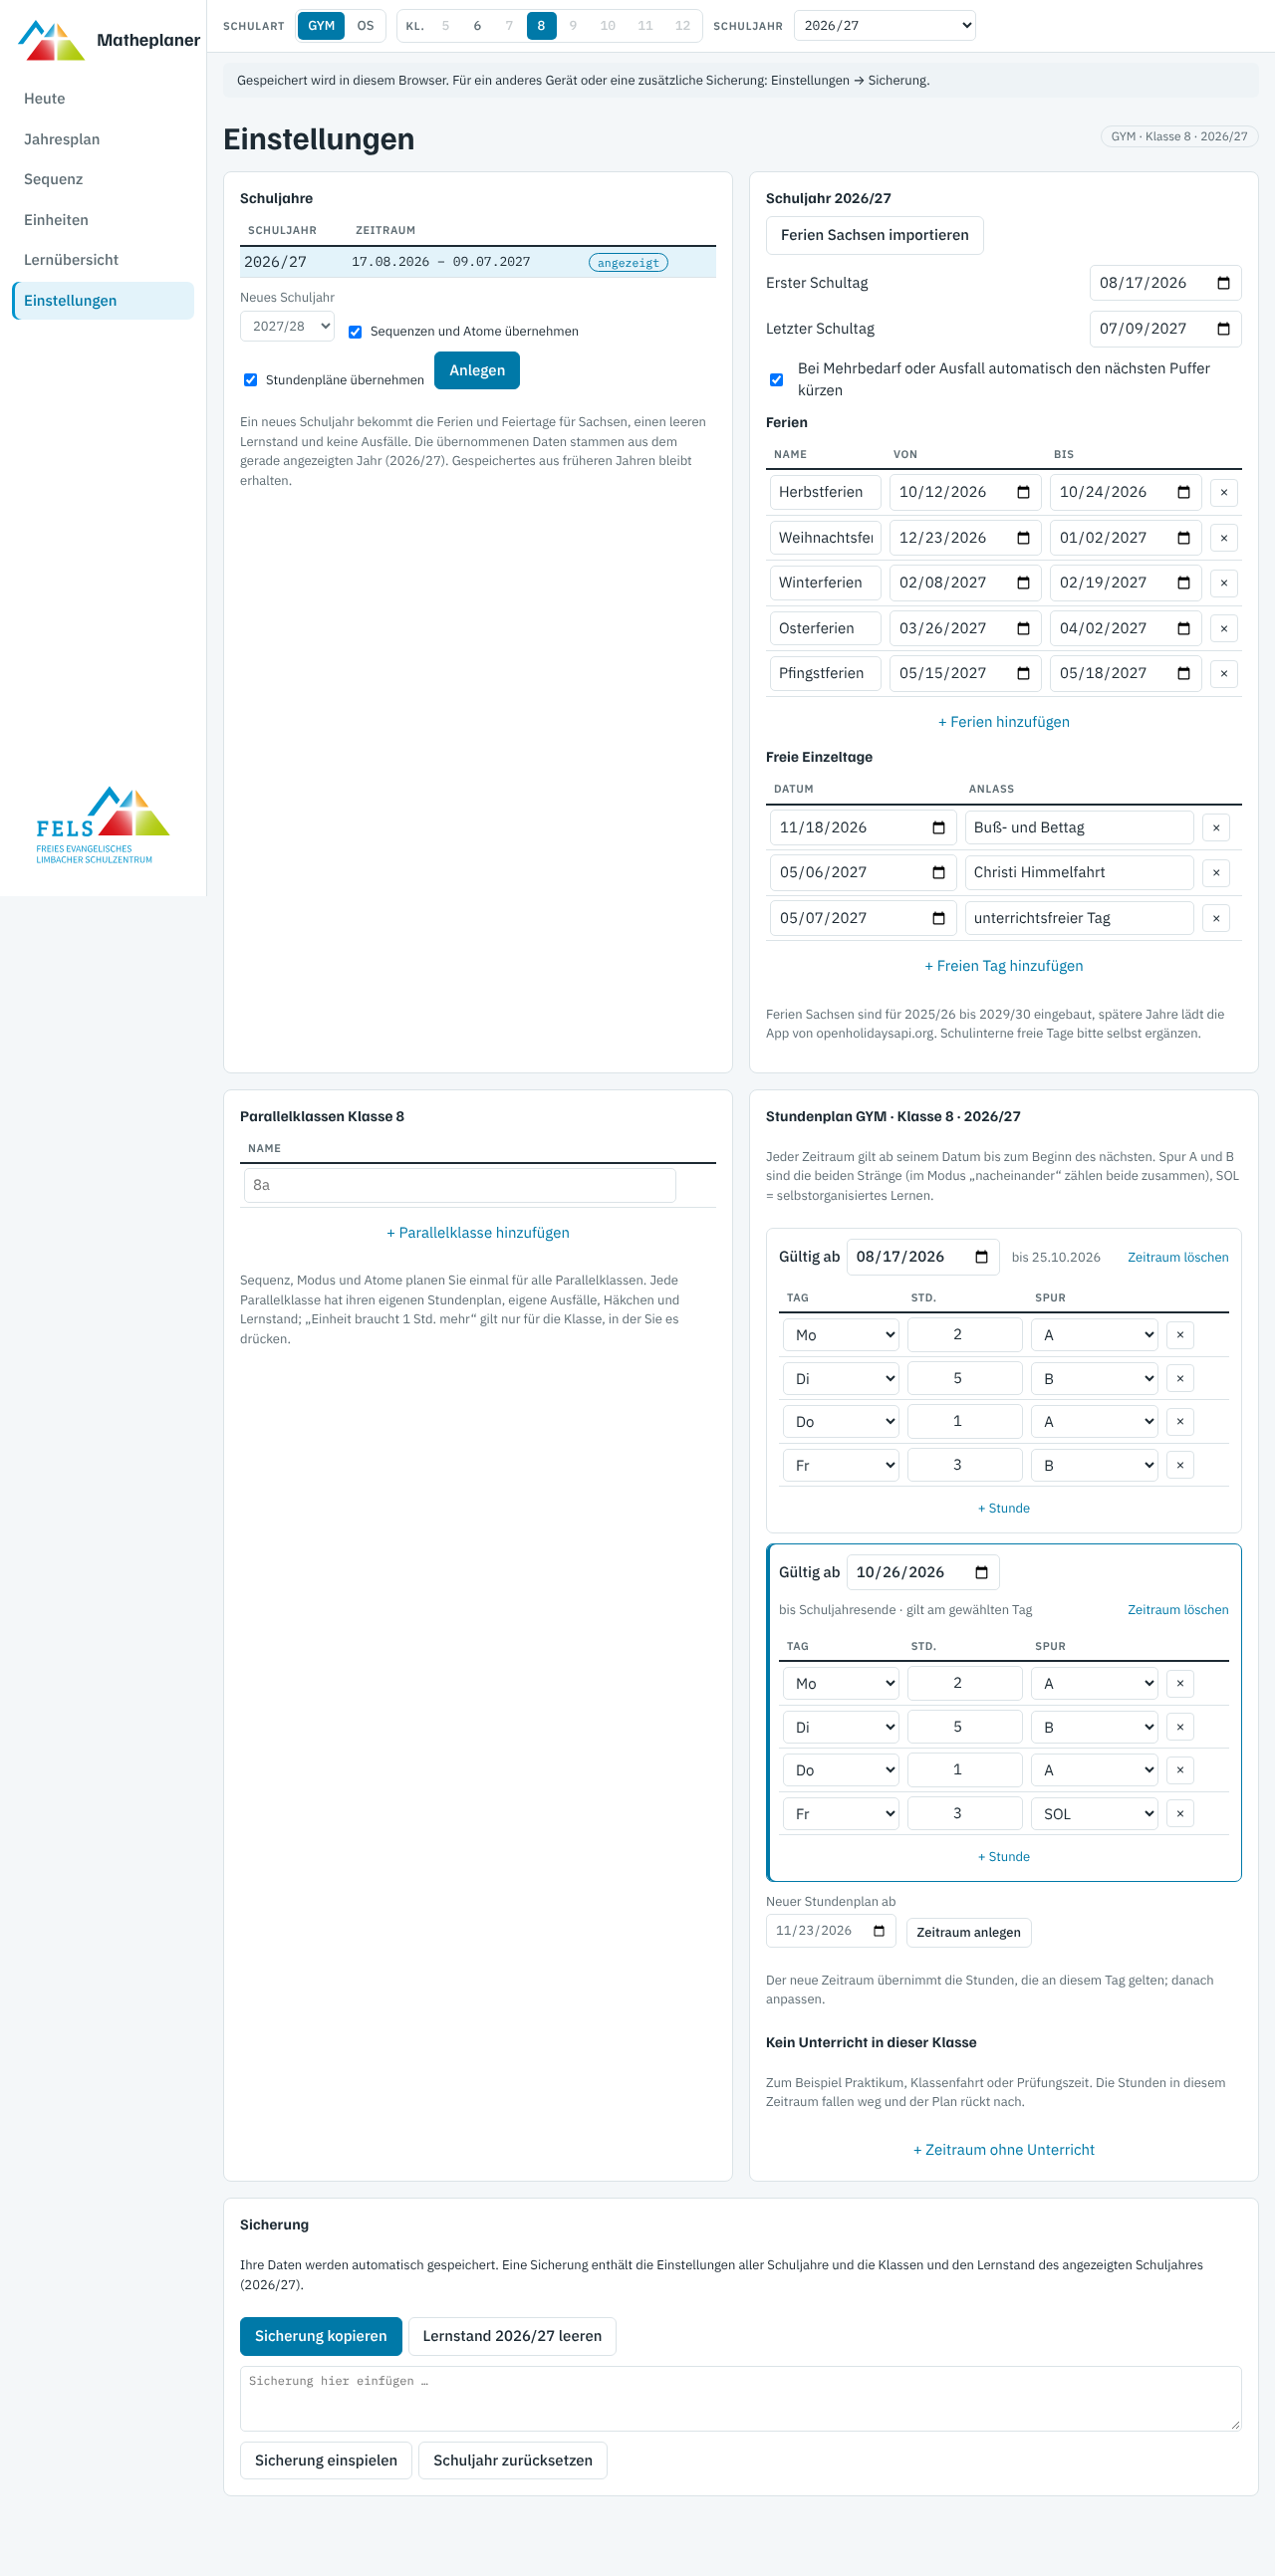 Matheplaner
SCHULART GYM OS KL. 5 6 7 8 9 10 11 12 SCHULJAHR 2026/27
Heute
Jahresplan
Sequenz
Einheiten
Lernübersicht
Einstellungen
FELS
FREIES EVANGELISCHES
LIMBACHER SCHULZENTRUM
Gespeichert wird in diesem Browser. Für ein anderes Gerät oder eine zusätzliche Sicherung: Einstellungen → Sicherung.
Einstellungen
GYM · Klasse 8 · 2026/27
Schuljahre
SCHULJAHR ZEITRAUM
2026/27 17.08.2026 – 09.07.2027 angezeigt
Neues Schuljahr
2027/28 Sequenzen und Atome übernehmen
Stundenpläne übernehmen Anlegen
Ein neues Schuljahr bekommt die Ferien und Feiertage für Sachsen, einen leeren
Lernstand und keine Ausfälle. Die übernommenen Daten stammen aus dem
gerade angezeigten Jahr (2026/27). Gespeichertes aus früheren Jahren bleibt
erhalten.
Schuljahr 2026/27
Ferien Sachsen importieren
Erster Schultag 08/17/2026
Letzter Schultag 07/09/2027
Bei Mehrbedarf oder Ausfall automatisch den nächsten Puffer
kürzen
Ferien
NAME VON BIS
Herbstferien 10/12/2026 10/24/2026 ×
Weihnachtsfer 12/23/2026 01/02/2027 ×
Winterferien 02/08/2027 02/19/2027 ×
Osterferien 03/26/2027 04/02/2027 ×
Pfingstferien 05/15/2027 05/18/2027 ×
+ Ferien hinzufügen
Freie Einzeltage
DATUM ANLASS
11/18/2026 Buß- und Bettag ×
05/06/2027 Christi Himmelfahrt ×
05/07/2027 unterrichtsfreier Tag ×
+ Freien Tag hinzufügen
Ferien Sachsen sind für 2025/26 bis 2029/30 eingebaut, spätere Jahre lädt die
App von openholidaysapi.org. Schulinterne freie Tage bitte selbst ergänzen.
Parallelklassen Klasse 8
NAME
8a
+ Parallelklasse hinzufügen
Sequenz, Modus und Atome planen Sie einmal für alle Parallelklassen. Jede
Parallelklasse hat ihren eigenen Stundenplan, eigene Ausfälle, Häkchen und
Lernstand; „Einheit braucht 1 Std. mehr“ gilt nur für die Klasse, in der Sie es
drücken.
Stundenplan GYM · Klasse 8 · 2026/27
Jeder Zeitraum gilt ab seinem Datum bis zum Beginn des nächsten. Spur A und B
sind die beiden Stränge (im Modus „nacheinander“ zählen beide zusammen), SOL
= selbstorganisiertes Lernen.
Gültig ab 08/17/2026 bis 25.10.2026 Zeitraum löschen
TAG STD. SPUR
Mo 2 A ×
Di 5 B ×
Do 1 A ×
Fr 3 B ×
+ Stunde
Gültig ab 10/26/2026
bis Schuljahresende · gilt am gewählten Tag Zeitraum löschen
TAG STD. SPUR
Mo 2 A ×
Di 5 B ×
Do 1 A ×
Fr 3 SOL ×
+ Stunde
Neuer Stundenplan ab
11/23/2026 Zeitraum anlegen
Der neue Zeitraum übernimmt die Stunden, die an diesem Tag gelten; danach
anpassen.
Kein Unterricht in dieser Klasse
Zum Beispiel Praktikum, Klassenfahrt oder Prüfungszeit. Die Stunden in diesem
Zeitraum fallen weg und der Plan rückt nach.
+ Zeitraum ohne Unterricht
Sicherung
Ihre Daten werden automatisch gespeichert. Eine Sicherung enthält die Einstellungen aller Schuljahre und die Klassen und den Lernstand des angezeigten Schuljahres
(2026/27).
Sicherung kopieren Lernstand 2026/27 leeren
Sicherung hier einfügen …
Sicherung einspielen Schuljahr zurücksetzen